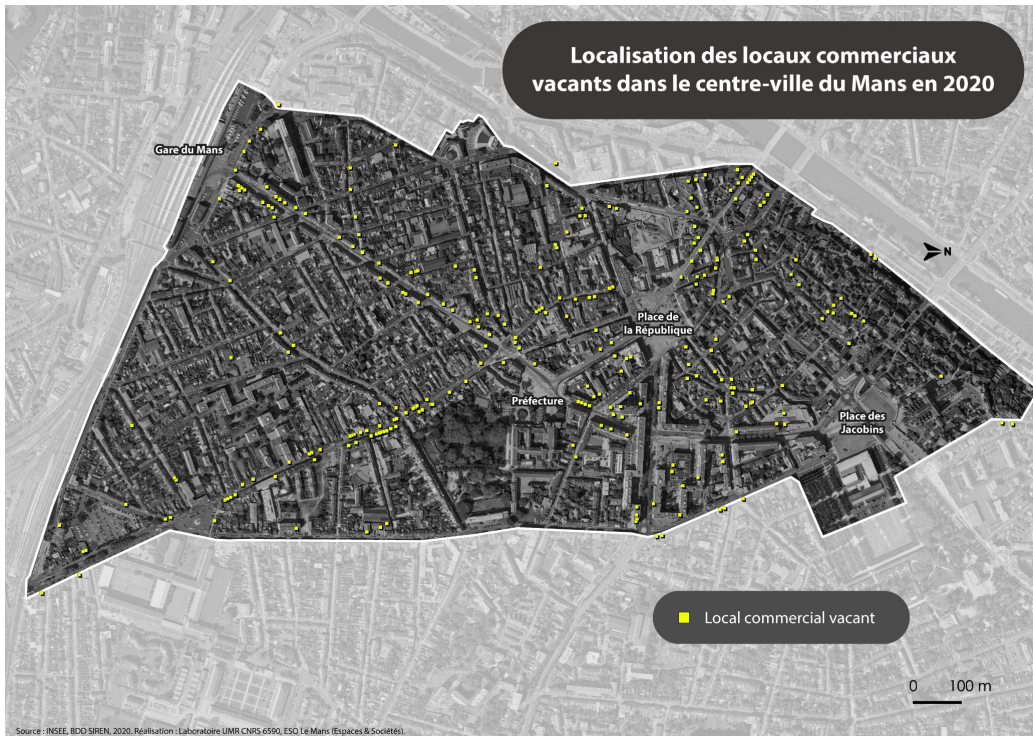 Localisation des locaux commerciaux
vacants dans le centre-ville du Mans en 2020
Gare du Mans
N
Place de
la République
Préfecture
Place des
Jacobins
Local commercial vacant
0 100 m
Source : INSEE, BDD SIREN, 2020. Réalisation : Laboratoire UMR CNRS 6590, ESO Le Mans (Espaces & Sociétés).